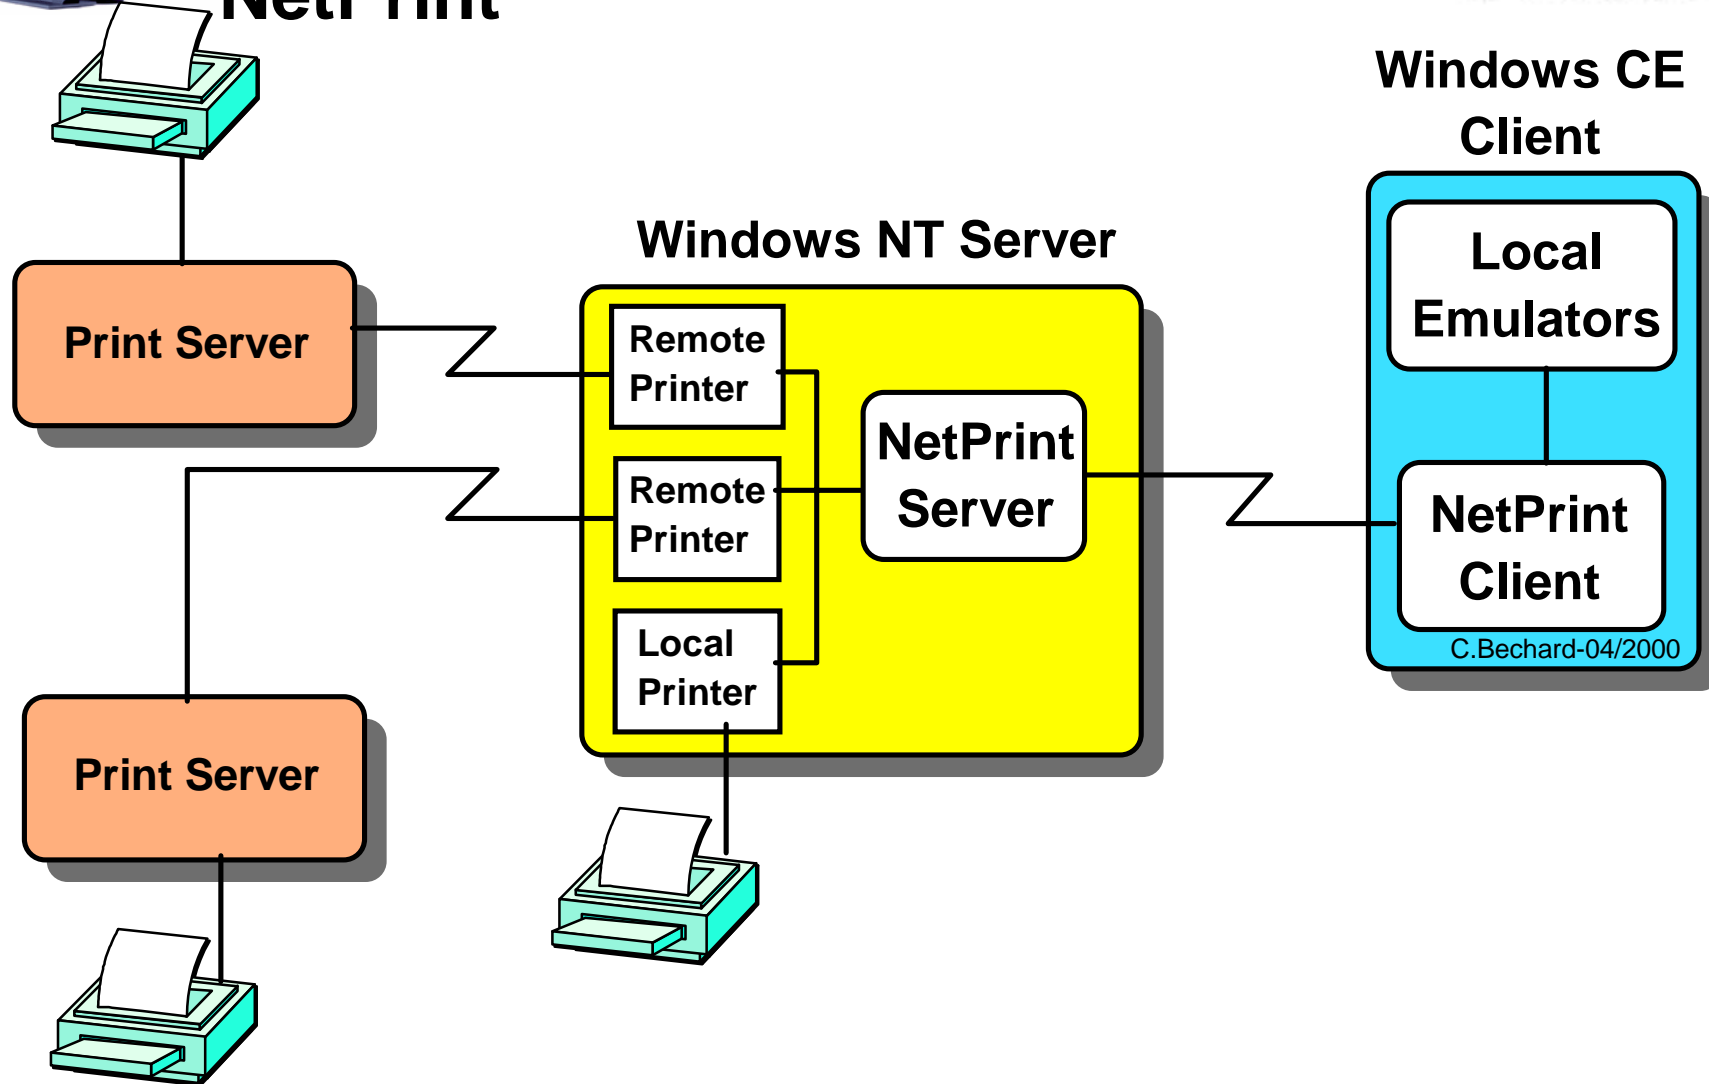 NetPrint
Windows CE
Client
Windows NT Server
Local
Emulators
Print Server
Remote
Printer
NetPrint
Server
Remote
Printer
NetPrint
Client
Local
Printer
C.Bechard-04/2000
Print Server